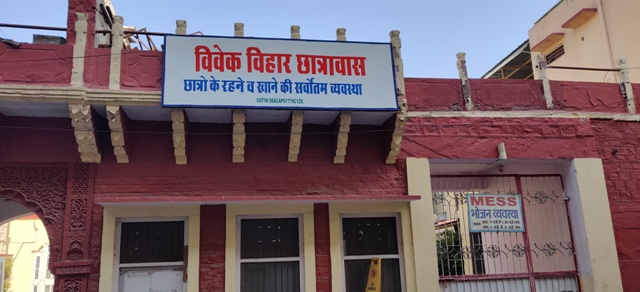 विवेक विहार छात्रावास
छात्रो के रहने व खाने की सर्वोतम व्यवस्था
MESS
भोजन व्यवस्था